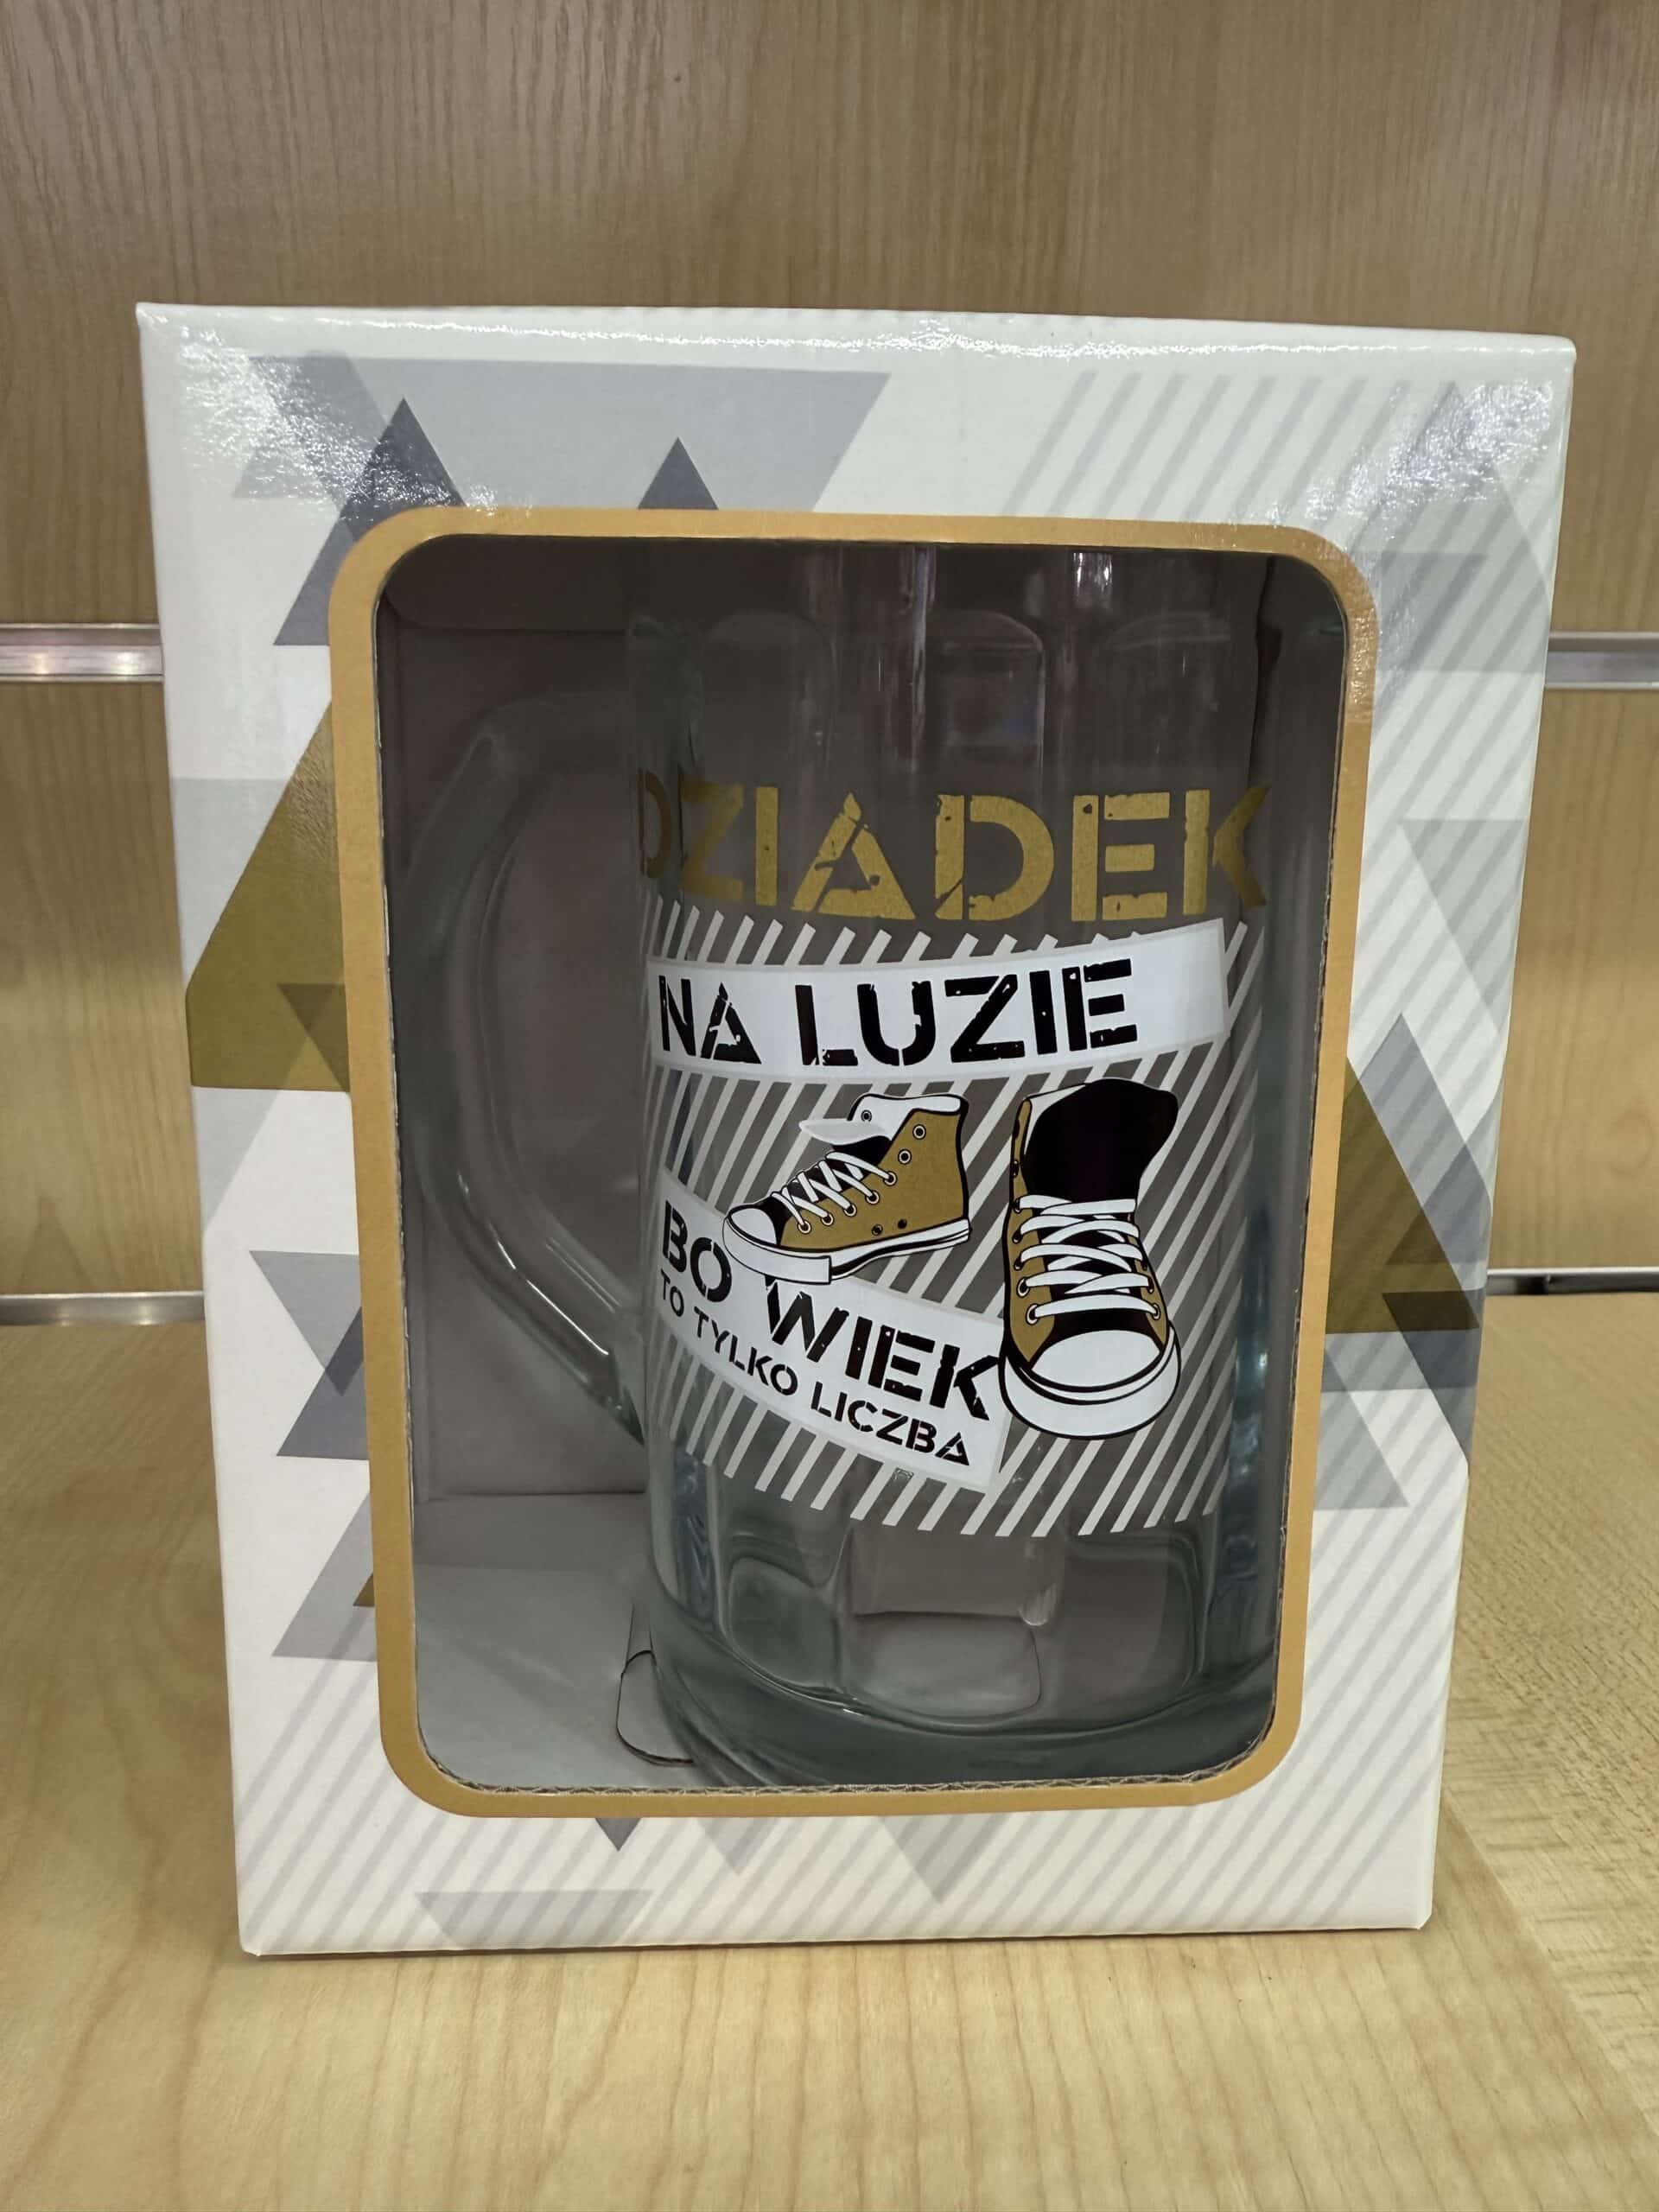 DZIADEK
NA LUZIE
BO WIEK
TO TYLKO LICZBA